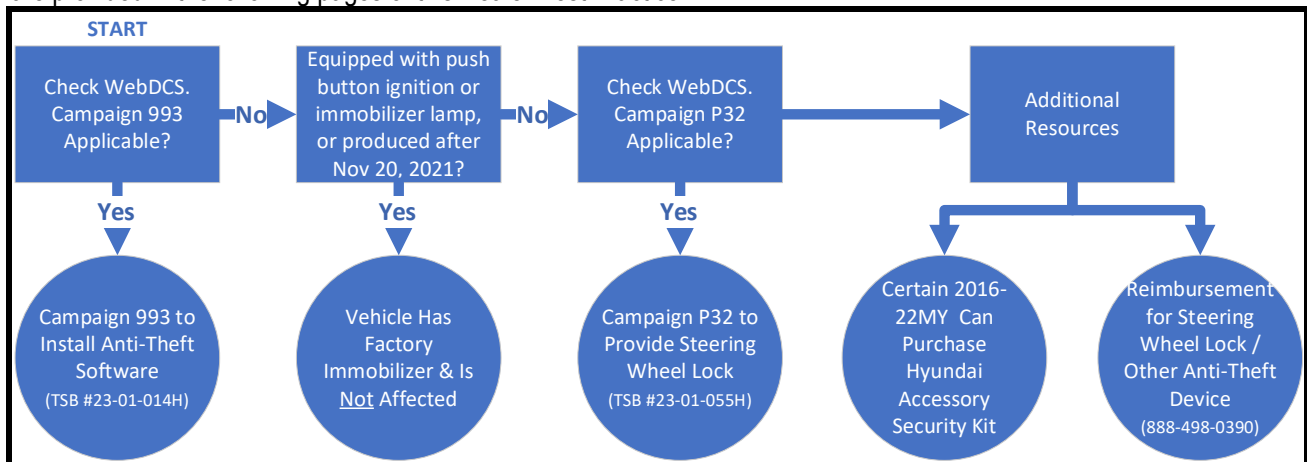 START
Check WebDCS.
Campaign 993
Applicable?
No
Equipped with push
button ignition or
immobilizer lamp,
or produced after
Nov 20, 2021?
No
Check WebDCS.
Campaign P32
Applicable?
Additional
Resources
Yes
Yes
Yes
Campaign 993 to
Install Anti-Theft
Software
(TSB #23-01-014H)
Vehicle Has
Factory
Immobilizer & Is
Not Affected
Campaign P32 to
Provide Steering
Wheel Lock
(TSB #23-01-055H)
Certain 2016-
22MY Can
Purchase
Hyundai
Accessory
Security Kit
Reimbursement
for Steering
Wheel Lock /
Other Anti-Theft
Device
(888-498-0390)